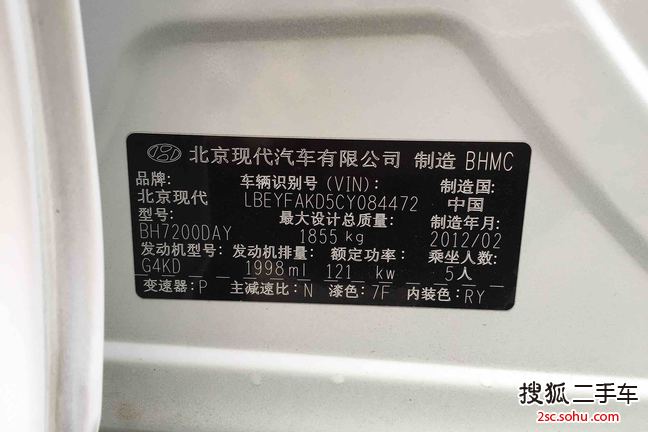 北京现代汽车有限公司 制造 BHMC
品牌: 车辆识别号(VIN): 制造国:
北京现代 LBEYFAKD5CY084472 中国
型号: 最大设计总质量: 制造年月:
BH7200DAY 1855 kg 2012/02
发动机型号: 发动机排量: 额定功率: 乘坐人数:
G4KD 1998ml 121 kw 5人
变速器: P 主减速比: N 漆色: 7F 内装色: RY
搜狐二手车
2sc.sohu.com